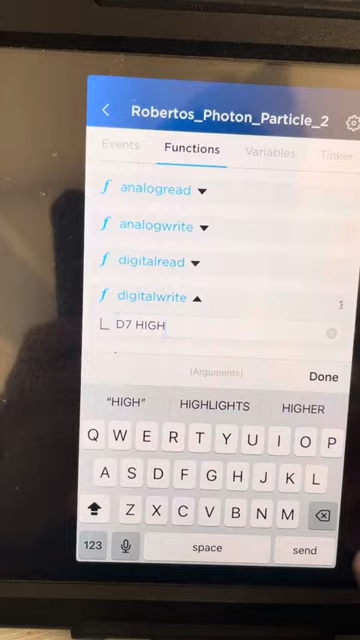 Robertos_Photon_Particle_2
Events Functions Variables Tinker
f analogread ▼
f analogwrite ▼
f digitalread ▼
f digitalwrite ▲ 1
D7 HIGH
(Arguments) Done
“HIGH” HIGHLIGHTS HIGHER
Q W E R T Y U I O P
A S D F G H J K L
Z X C V B N M
123 space send